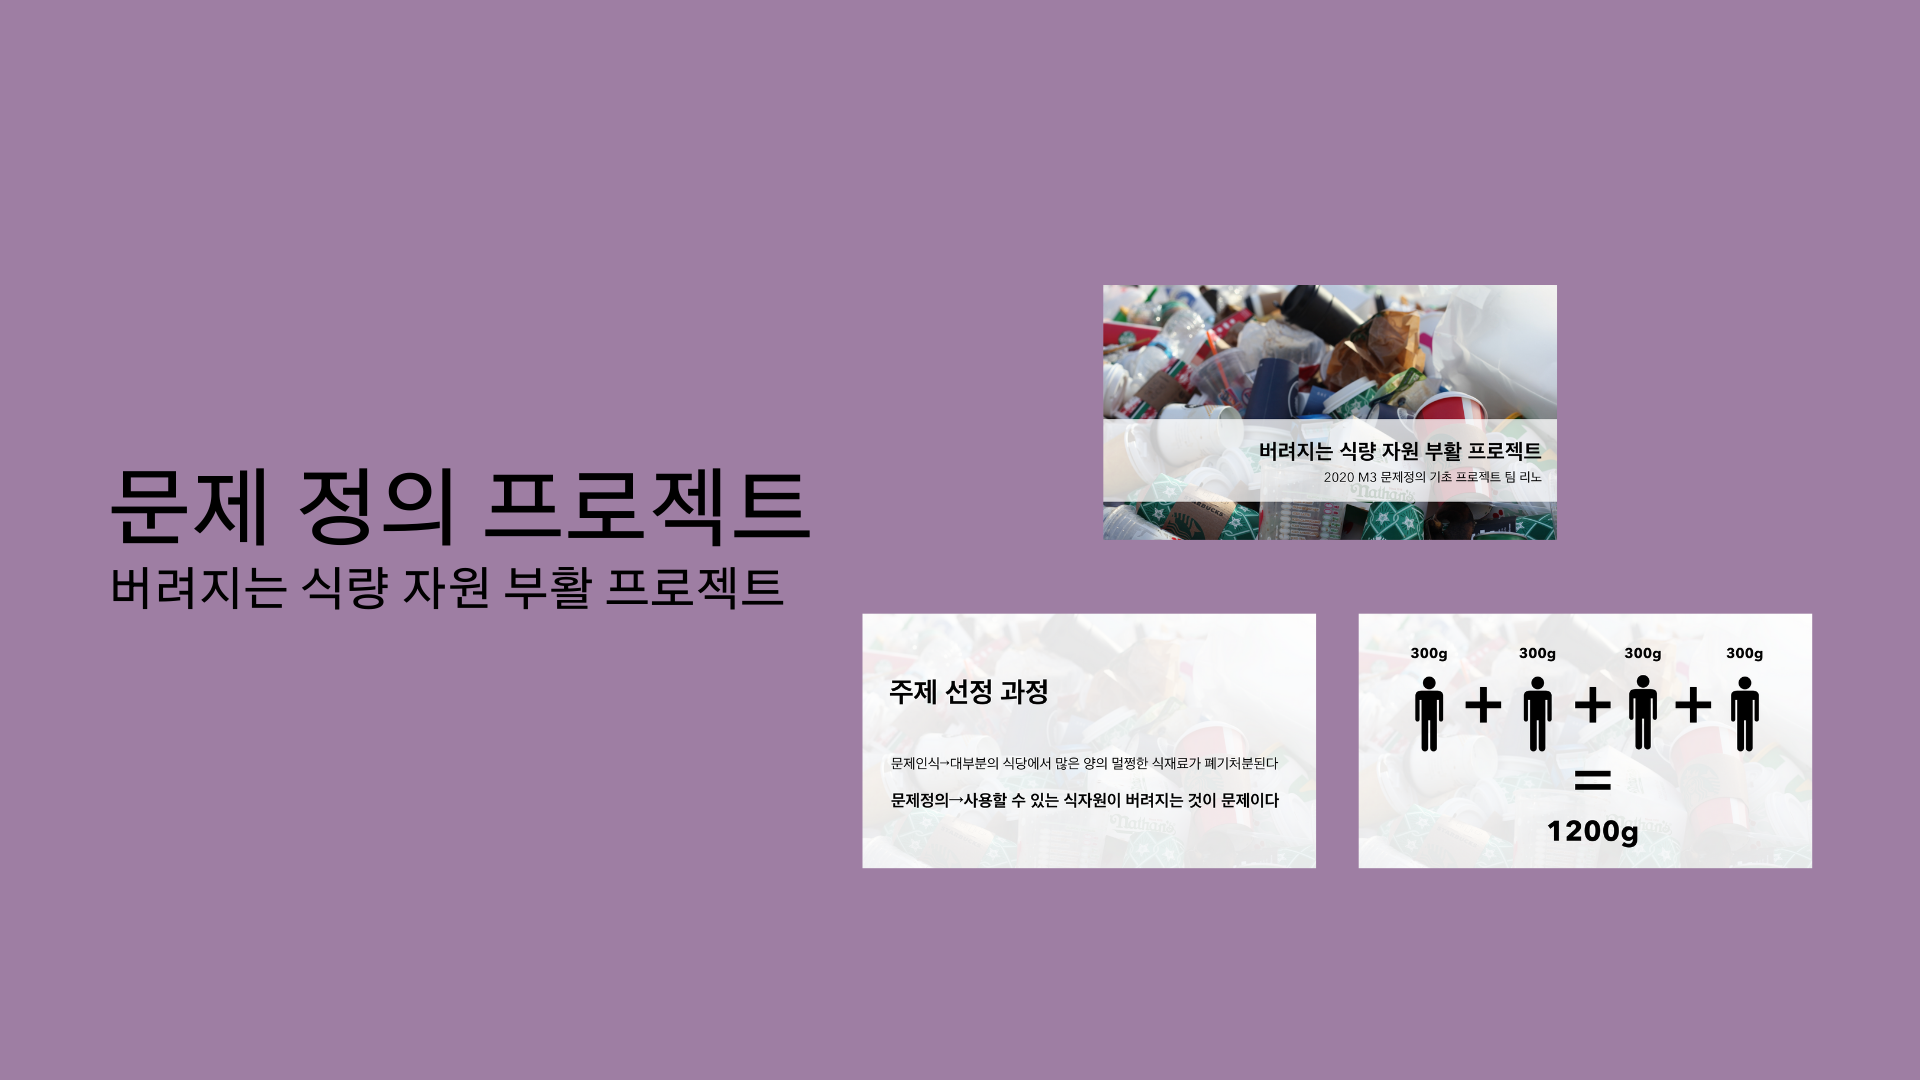 문제 정의 프로젝트
버려지는 식량 자원 부활 프로젝트
버려지는 식량 자원 부활 프로젝트
2020 M3 문제정의 기초 프로젝트 팀 리노
Nathan's
주제 선정 과정
문제인식→대부분의 식당에서 많은 양의 멀쩡한 식재료가 폐기처분된다
문제정의→사용할 수 있는 식자원이 버려지는 것이 문제이다
300g 300g 300g 300g
+ + +
=
1200g